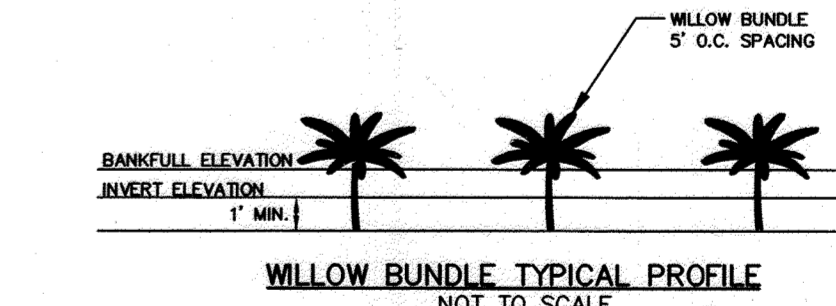 WILLOW BUNDLE
5' O.C. SPACING
BANKFULL ELEVATION
INVERT ELEVATION
1' MIN.
WILLOW BUNDLE TYPICAL PROFILE
NOT TO SCALE